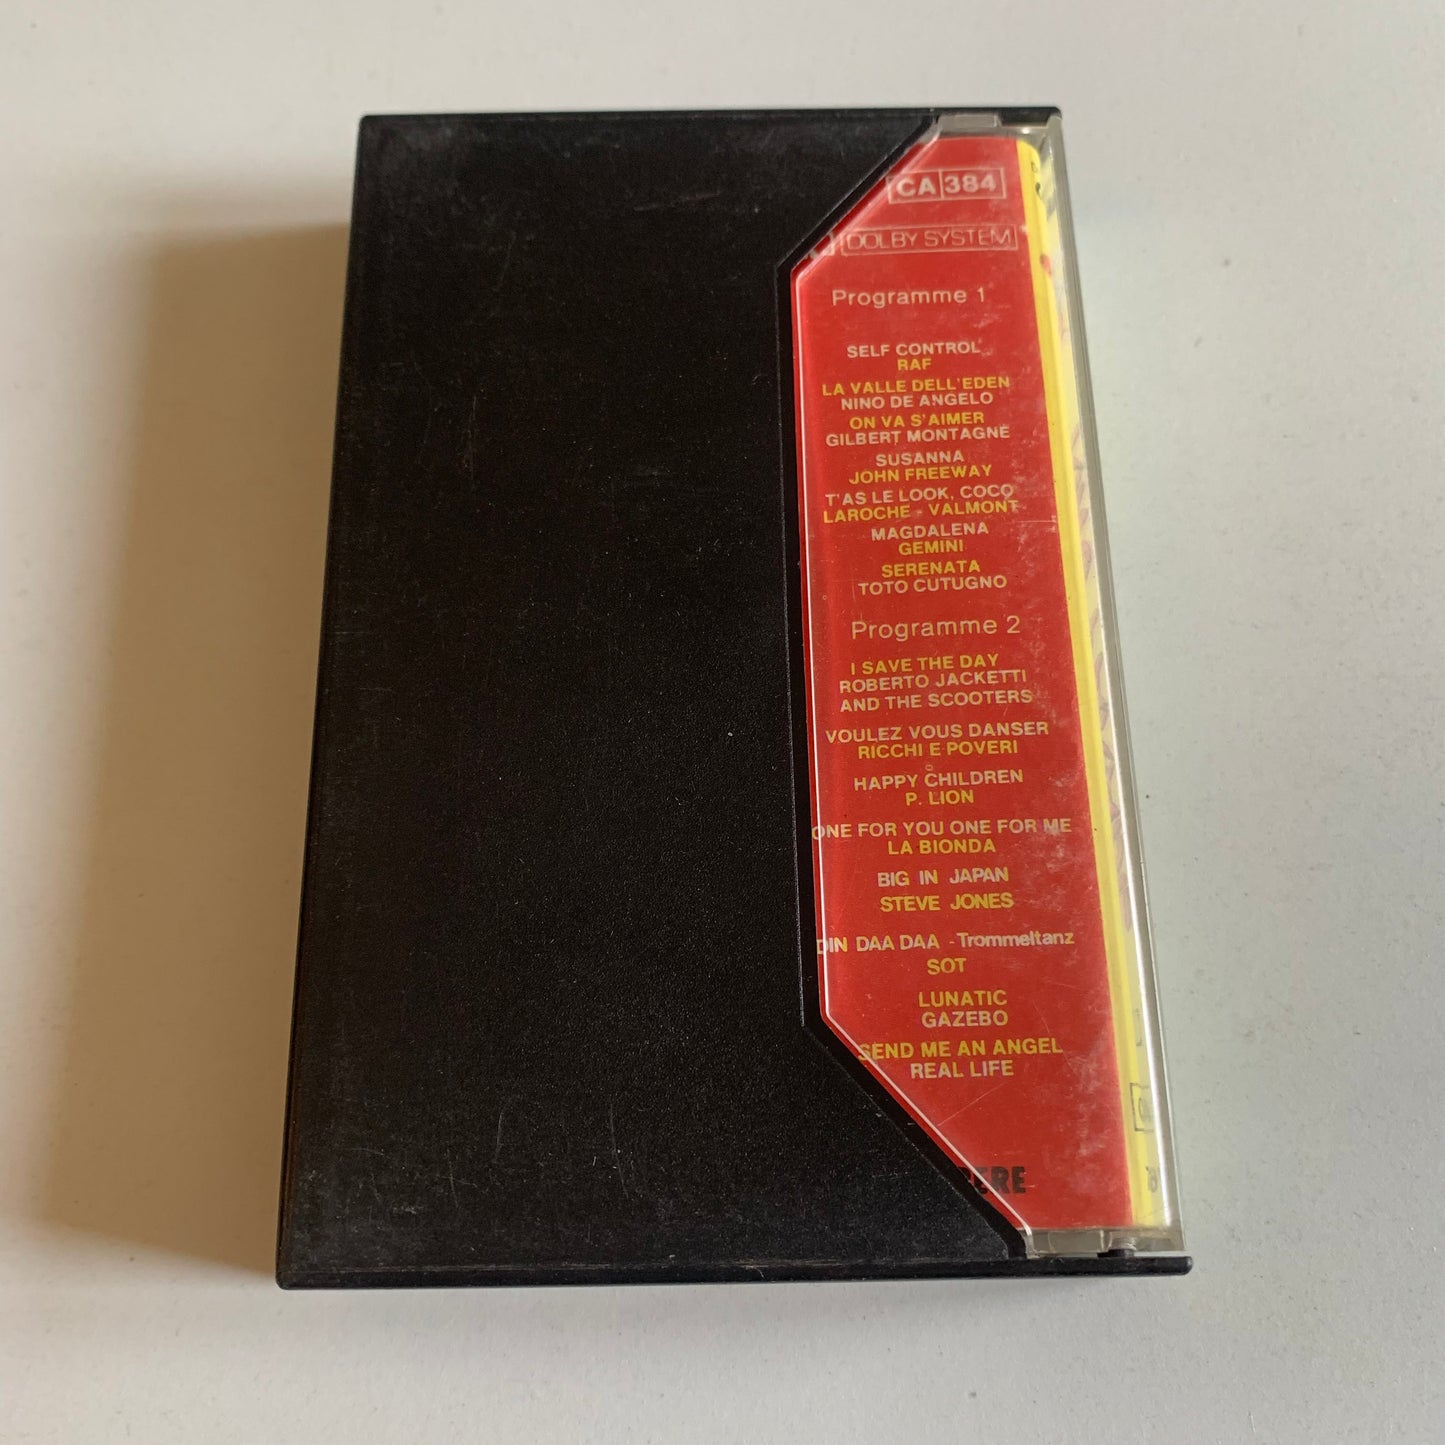 CA 384
DOLBY SYSTEM
Programme 1
SELF CONTROL
RAF
LA VALLE DELL'EDEN
NINO DE ANGELO
ON VA S'AIMER
GILBERT MONTAGNE
SUSANNA
JOHN FREEWAY
T'AS LE LOOK, COCO
LAROCHE - VALMONT
MAGDALENA
GEMINI
SERENATA
TOTO CUTUGNO
Programme 2
I SAVE THE DAY
ROBERTO JACKETTI
AND THE SCOOTERS
VOULEZ VOUS DANSER
RICCHI E POVERI
HAPPY CHILDREN
P. LION
ONE FOR YOU ONE FOR ME
LA BIONDA
BIG IN JAPAN
STEVE JONES
DIN DAA DAA - Trommeltanz
SOT
LUNATIC
GAZEBO
SEND ME AN ANGEL
REAL LIFE